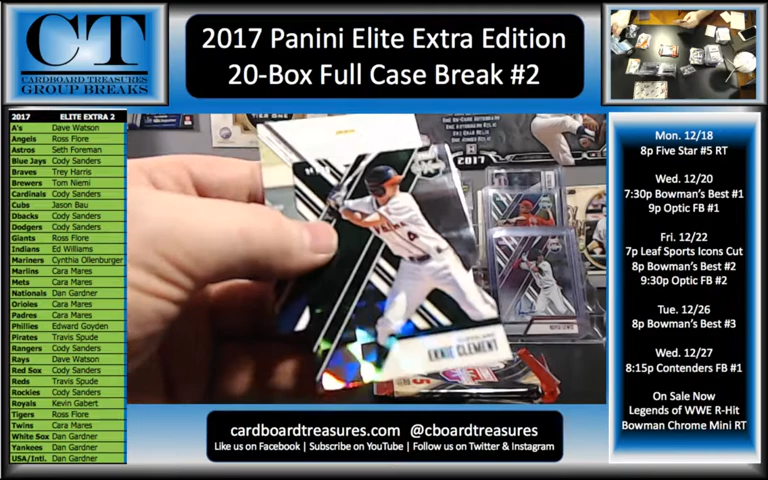 CT
CARDBOARD TREASURES
GROUP BREAKS
2017 Panini Elite Extra Edition
20-Box Full Case Break #2
2017 ELITE EXTRA 2
A's Dave Watson
Angels Ross Flore
Astros Seth Foreman
Blue Jays Cody Sanders
Braves Trey Harris
Brewers Tom Niemi
Cardinals Cody Sanders
Cubs Jason Bau
Dbacks Cody Sanders
Dodgers Cody Sanders
Giants Ross Flore
Indians Ed Williams
Mariners Cynthia Ollenburger
Marlins Cara Mares
Mets Cara Mares
Nationals Dan Gardner
Orioles Cara Mares
Padres Cara Mares
Phillies Edward Goyden
Pirates Travis Spude
Rangers Cody Sanders
Rays Dave Watson
Red Sox Cody Sanders
Reds Travis Spude
Rockies Cody Sanders
Royals Kevin Gabert
Tigers Ross Flore
Twins Cara Mares
White Sox Dan Gardner
Yankees Dan Gardner
USA/Intl. Dan Gardner
TIER ONE
2017
4
ERNIE CLEMENT
Mon. 12/18
8p Five Star #5 RT
Wed. 12/20
7:30p Bowman's Best #1
9p Optic FB #1
Fri. 12/22
7p Leaf Sports Icons Cut
8p Bowman's Best #2
9:30p Optic FB #2
Tue. 12/26
8p Bowman's Best #3
Wed. 12/27
8:15p Contenders FB #1
On Sale Now
Legends of WWE R-Hit
Bowman Chrome Mini RT
cardboardtreasures.com @cboardtreasures
Like us on Facebook | Subscribe on YouTube | Follow us on Twitter & Instagram